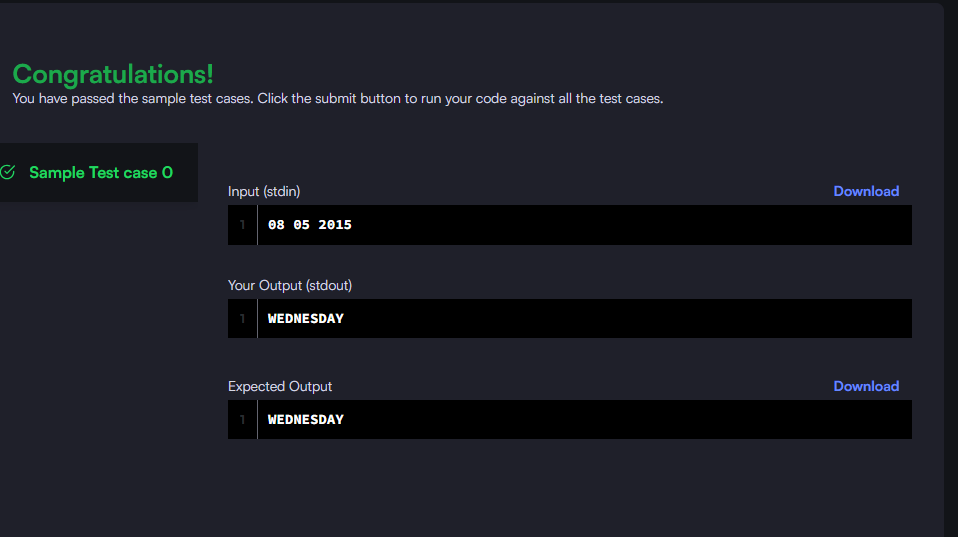 Congratulations!
You have passed the sample test cases. Click the submit button to run your code against all the test cases.
Sample Test case 0
Input (stdin)
Download
1
08 05 2015
Your Output (stdout)
1
WEDNESDAY
Expected Output
Download
1
WEDNESDAY